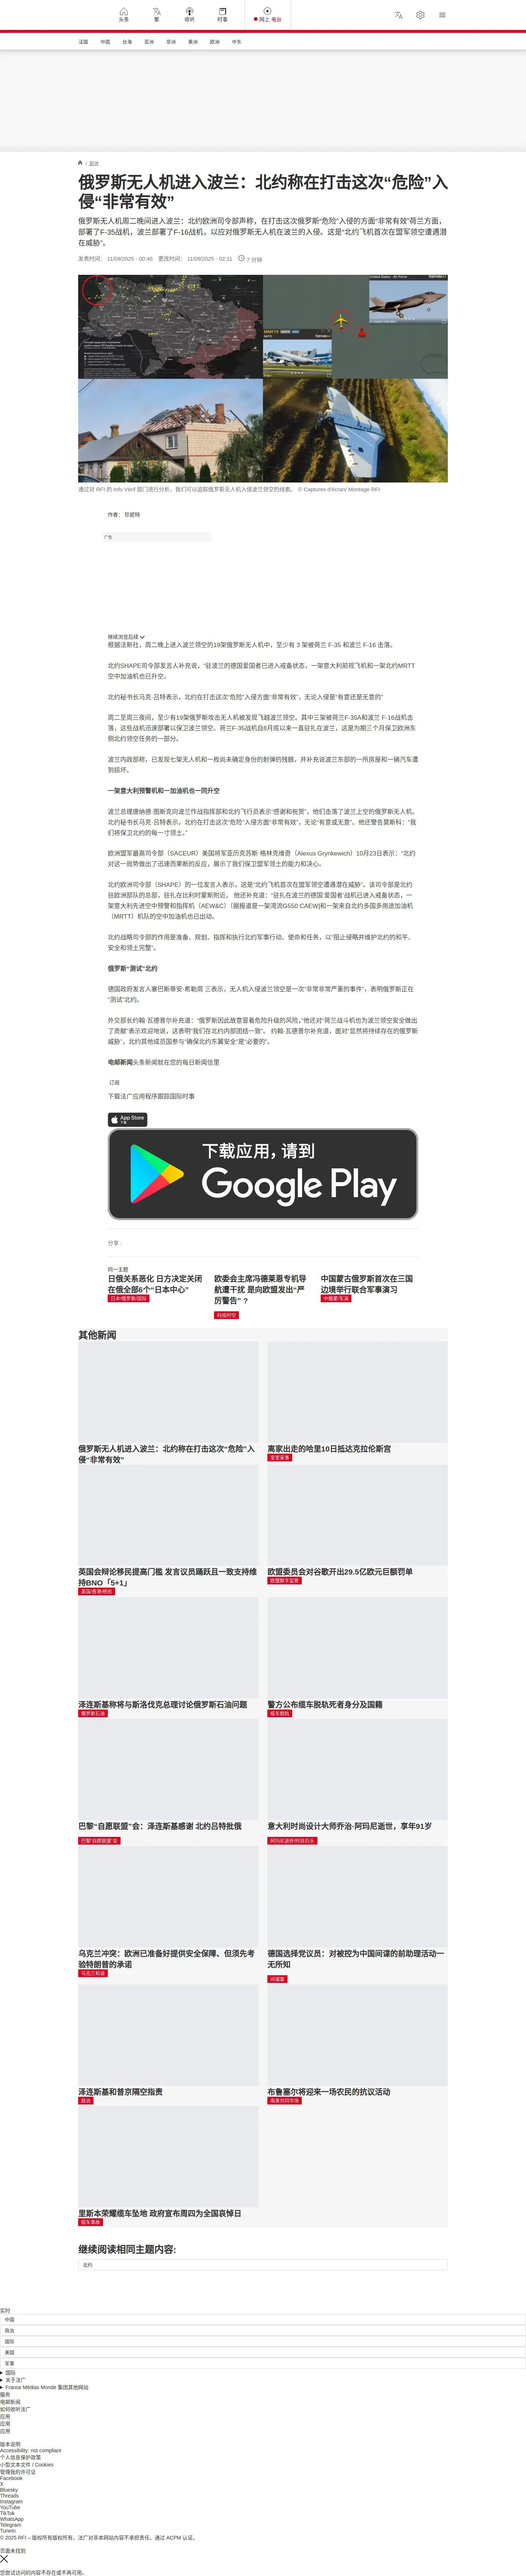 头条
繁
收听
时事
网上 电台
法国
中国
台海
亚洲
非洲
美洲
欧洲
中东
/ 政治
俄罗斯无人机进入波兰：北约称在打击这次“危险”入
侵“非常有效”
俄罗斯无人机周二晚间进入波兰：北约欧洲司令部声称，在打击这次俄罗斯“危险”入侵的方面“非常有效”荷兰方面，
部署了F-35战机，波兰部署了F-16战机，以应对俄罗斯无人机在波兰的入侵。这是“北约飞机首次在盟军领空遭遇潜
在威胁”。
发表时间： 11/09/2025 - 00:46 更改时间： 11/09/2025 - 02:11 7 分钟
通过对 RFI 的 Info Vérif 部门进行分析，我们可以追踪俄罗斯无人机入侵波兰领空的线索。 © Captures d'écran/ Montage RFI
作者： 珍妮特
广告
继续浏览后续
根据法新社，周二晚上进入波兰领空的19架俄罗斯无人机中，至少有 3 架被荷兰 F-35 和波兰 F-16 击落。
北约SHAPE司令部发言人补充说，“驻波兰的德国爱国者已进入戒备状态，一架意大利前现飞机和一架北约MRTT
空中加油机也已升空。
北约秘书长马克·吕特表示，北约在打击这次“危险”入侵方面“非常有效”，无论入侵是“有意还是无意的”
周二至周三夜间，至少有19架俄罗斯攻击无人机被发现飞越波兰领空。其中三架被荷兰F-35A和波兰 F-16战机击
落，这些战机迅速部署以保卫波兰领空。荷兰F-35战机自8月底以来一直驻扎在波兰，这是为期三个月保卫欧洲东
侧北约领空任务的一部分。
波兰内政部称，已发现七架无人机和一枚尚未确定身份的射弹的残骸，并补充说波兰东部的一所房屋和一辆汽车遭
到损坏。
一架意大利预警机和一加油机也一同升空
波兰总理唐纳德·图斯克向波兰作战指挥部和北约飞行员表示“感谢和祝贺”。他们击落了波兰上空的俄罗斯无人机。
北约秘书长马克·吕特表示，北约在打击这次“危险”入侵方面“非常有效”，无论“有意或无意”。他还警告莫斯科：“我
们将保卫北约的每一寸领土。”
欧洲盟军最高司令部（SACEUR）美国将军亚历克苏斯·格林克维奇（Alexus Grynkewich）10月23日表示：“北约
对这一局势做出了迅速而果断的反应，展示了我们保卫盟军领土的能力和决心。
北约欧洲司令部（SHAPE）的一位发言人表示。这是“北约飞机首次在盟军领空遭遇潜在威胁”。该司令部是北约
驻欧洲部队的总部，驻扎在比利时蒙斯附近。 他还补充道：“驻扎在波兰的德国‘爱国者’战机已进入戒备状态，一
架意大利先进空中预警和指挥机（AEW&C）（据报道是一架湾流G550 CAEW)和一架来自北约多国多用途加油机
（MRTT）机队的空中加油机也已出动。
北约战略司令部的作用是准备、规划、指挥和执行北约军事行动、使命和任务，以“阻止侵略并维护北约的和平、
安全和领土完整”。
俄罗斯“测试”北约
德国政府发言人塞巴斯蒂安·希勒周 三表示，无人机入侵波兰领空是一次“非常非常严重的事件”，表明俄罗斯正在
“测试”北约。
外交部长约翰·瓦德普尔补充道：“俄罗斯因此故意冒着危险升级的风险，”他还对“荷兰战斗机也为波兰领空安全做出
了贡献”表示欢迎地说，这表明“我们在北约内部团结一致”。 约翰·瓦德普尔补充道，面对“显然将持续存在的俄罗斯
威胁”，北约其他成员国参与“确保北约东翼安全”是“必要的”。
电邮新闻头条新闻就在您的每日新闻信里
订阅
下载法广应用程序跟踪国际时事
App Store
下载应用，请到
Google Play
分享 :
同一主题
日俄关系恶化 日方决定关闭
在俄全部6个“日本中心”
日本/俄罗斯/国际
欧委会主席冯德莱恩专机导
航遭干扰 是向欧盟发出“严
厉警告” ？
科技时空
中国蒙古俄罗斯首次在三国
边境举行联合军事演习
中俄蒙/军演
其他新闻
俄罗斯无人机进入波兰：北约称在打击这次“危险”入
侵“非常有效”
离家出走的哈里10日抵达克拉伦斯宫
皇室家事
英国会辩论移民提高门槛 发言议员踊跃且一致支持维
持BNO「5+1」
英国/香港/移民
欧盟委员会对谷歌开出29.5亿欧元巨额罚单
欧盟数字监管
泽连斯基称将与斯洛伐克总理讨论俄罗斯石油问题
俄罗斯石油
警方公布缆车脱轨死者身分及国籍
缆车脱轨
巴黎“自愿联盟”会：泽连斯基感谢 北约吕特批俄
巴黎“自愿联盟”会
意大利时尚设计大师乔治·阿玛尼逝世，享年91岁
阿玛尼逝世/时尚巨头
乌克兰冲突：欧洲已准备好提供安全保障、但须先考
验特朗普的承诺
乌克兰和谈
德国选择党议员：对被控为中国间谍的前助理活动一
无所知
间谍案
泽连斯基和普京隔空指责
政治
布鲁塞尔将迎来一场农民的抗议活动
南美共同市场
里斯本荣耀缆车坠地 政府宣布周四为全国哀悼日
缆车事故
继续阅读相同主题内容:
北约
实时
中国
政治
国际
美国
军事
国际
关于法广
France Médias Monde 集团其他网站
服务
电邮新闻
如何收听法广
应用
应用
应用
版本说明
Accessibility: not compliant
个人信息保护政策
小型文本文件 / Cookies
管理我的许可证
Facebook
X
Bluesky
Threads
Instagram
YouTube
TikTok
WhatsApp
Telegram
TuneIn
© 2025 RFI – 版权所有版权所有。法广对非本网站内容不承担责任。通过 ACPM 认证。
页面未找到
您尝试访问的内容不存在或不再可用。